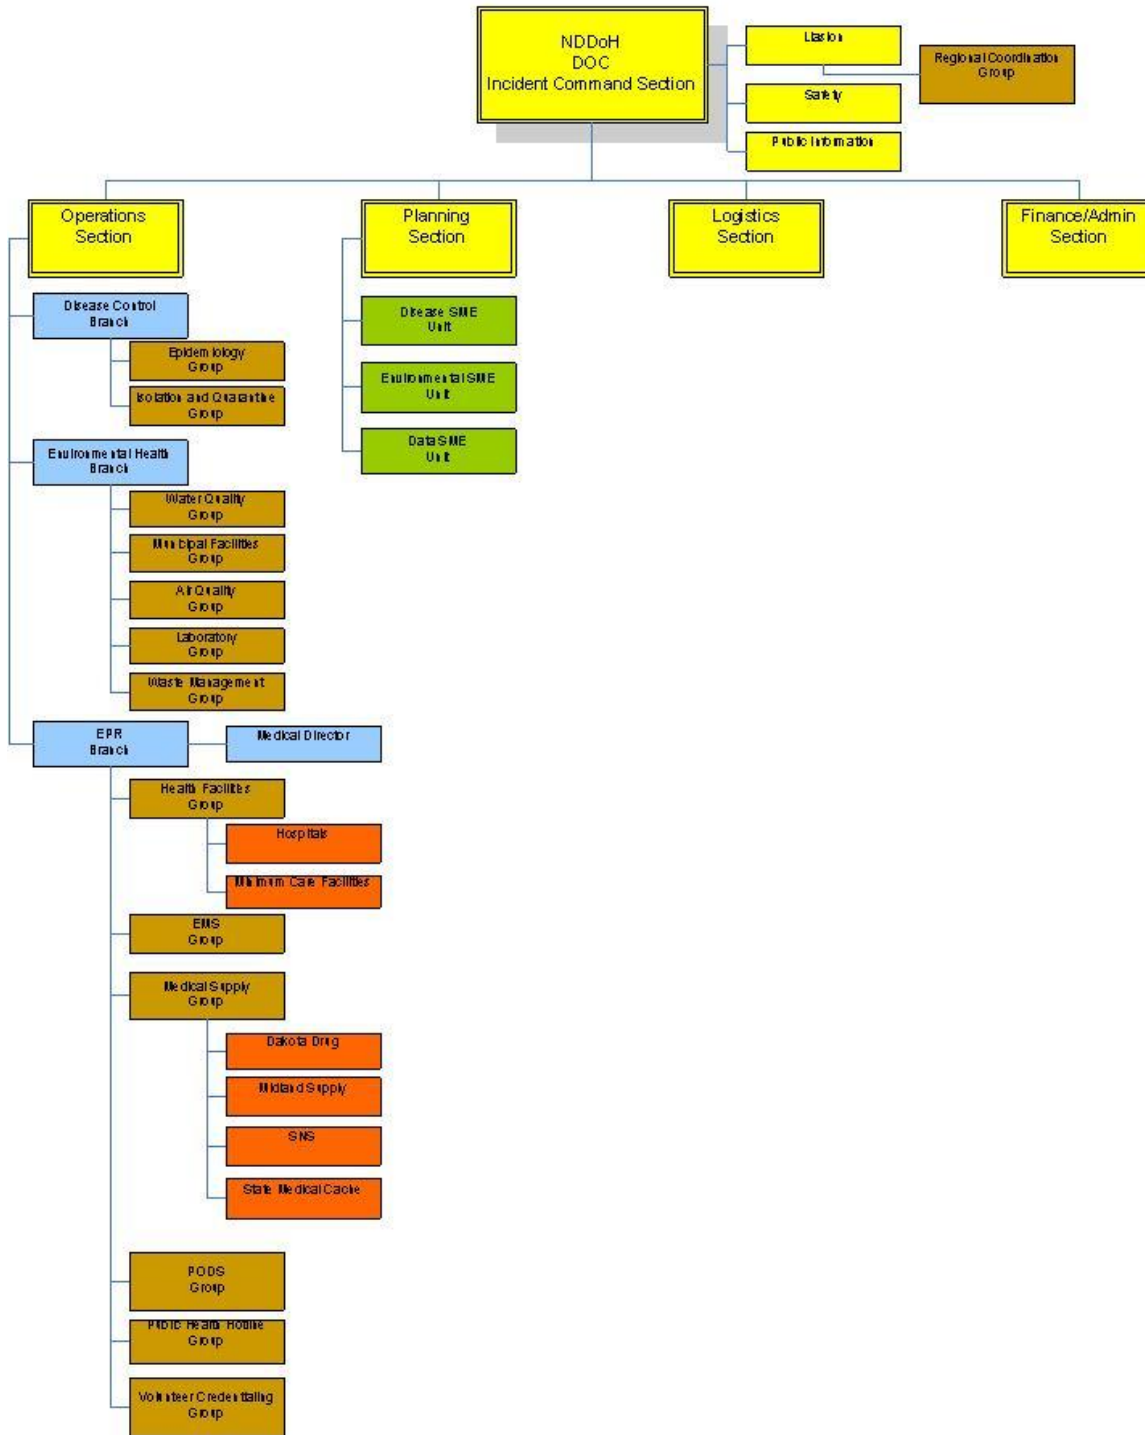 NDDoH
DOC
Incident Command Section
Liasion
Regional Coordination
Group
Safety
Public Information
Operations
Section
Planning
Section
Logistics
Section
Finance/Admin
Section
Disease Control
Branch
Epidemiology
Group
Isolation and Quarantine
Group
Environmental Health
Branch
Water Quality
Group
Municipal Facilities
Group
Air Quality
Group
Laboratory
Group
Waste Management
Group
Disease SME
Unit
Environmental SME
Unit
Data SME
Unit
EPR
Branch
Medical Director
Health Facilities
Group
Hospitals
Minimum Care Facilities
EMS
Group
Medical Supply
Group
Dakota Drug
Midland Supply
SNS
State Medical Cache
PODS
Group
Public Health Hotline
Group
Volunteer Credentialing
Group